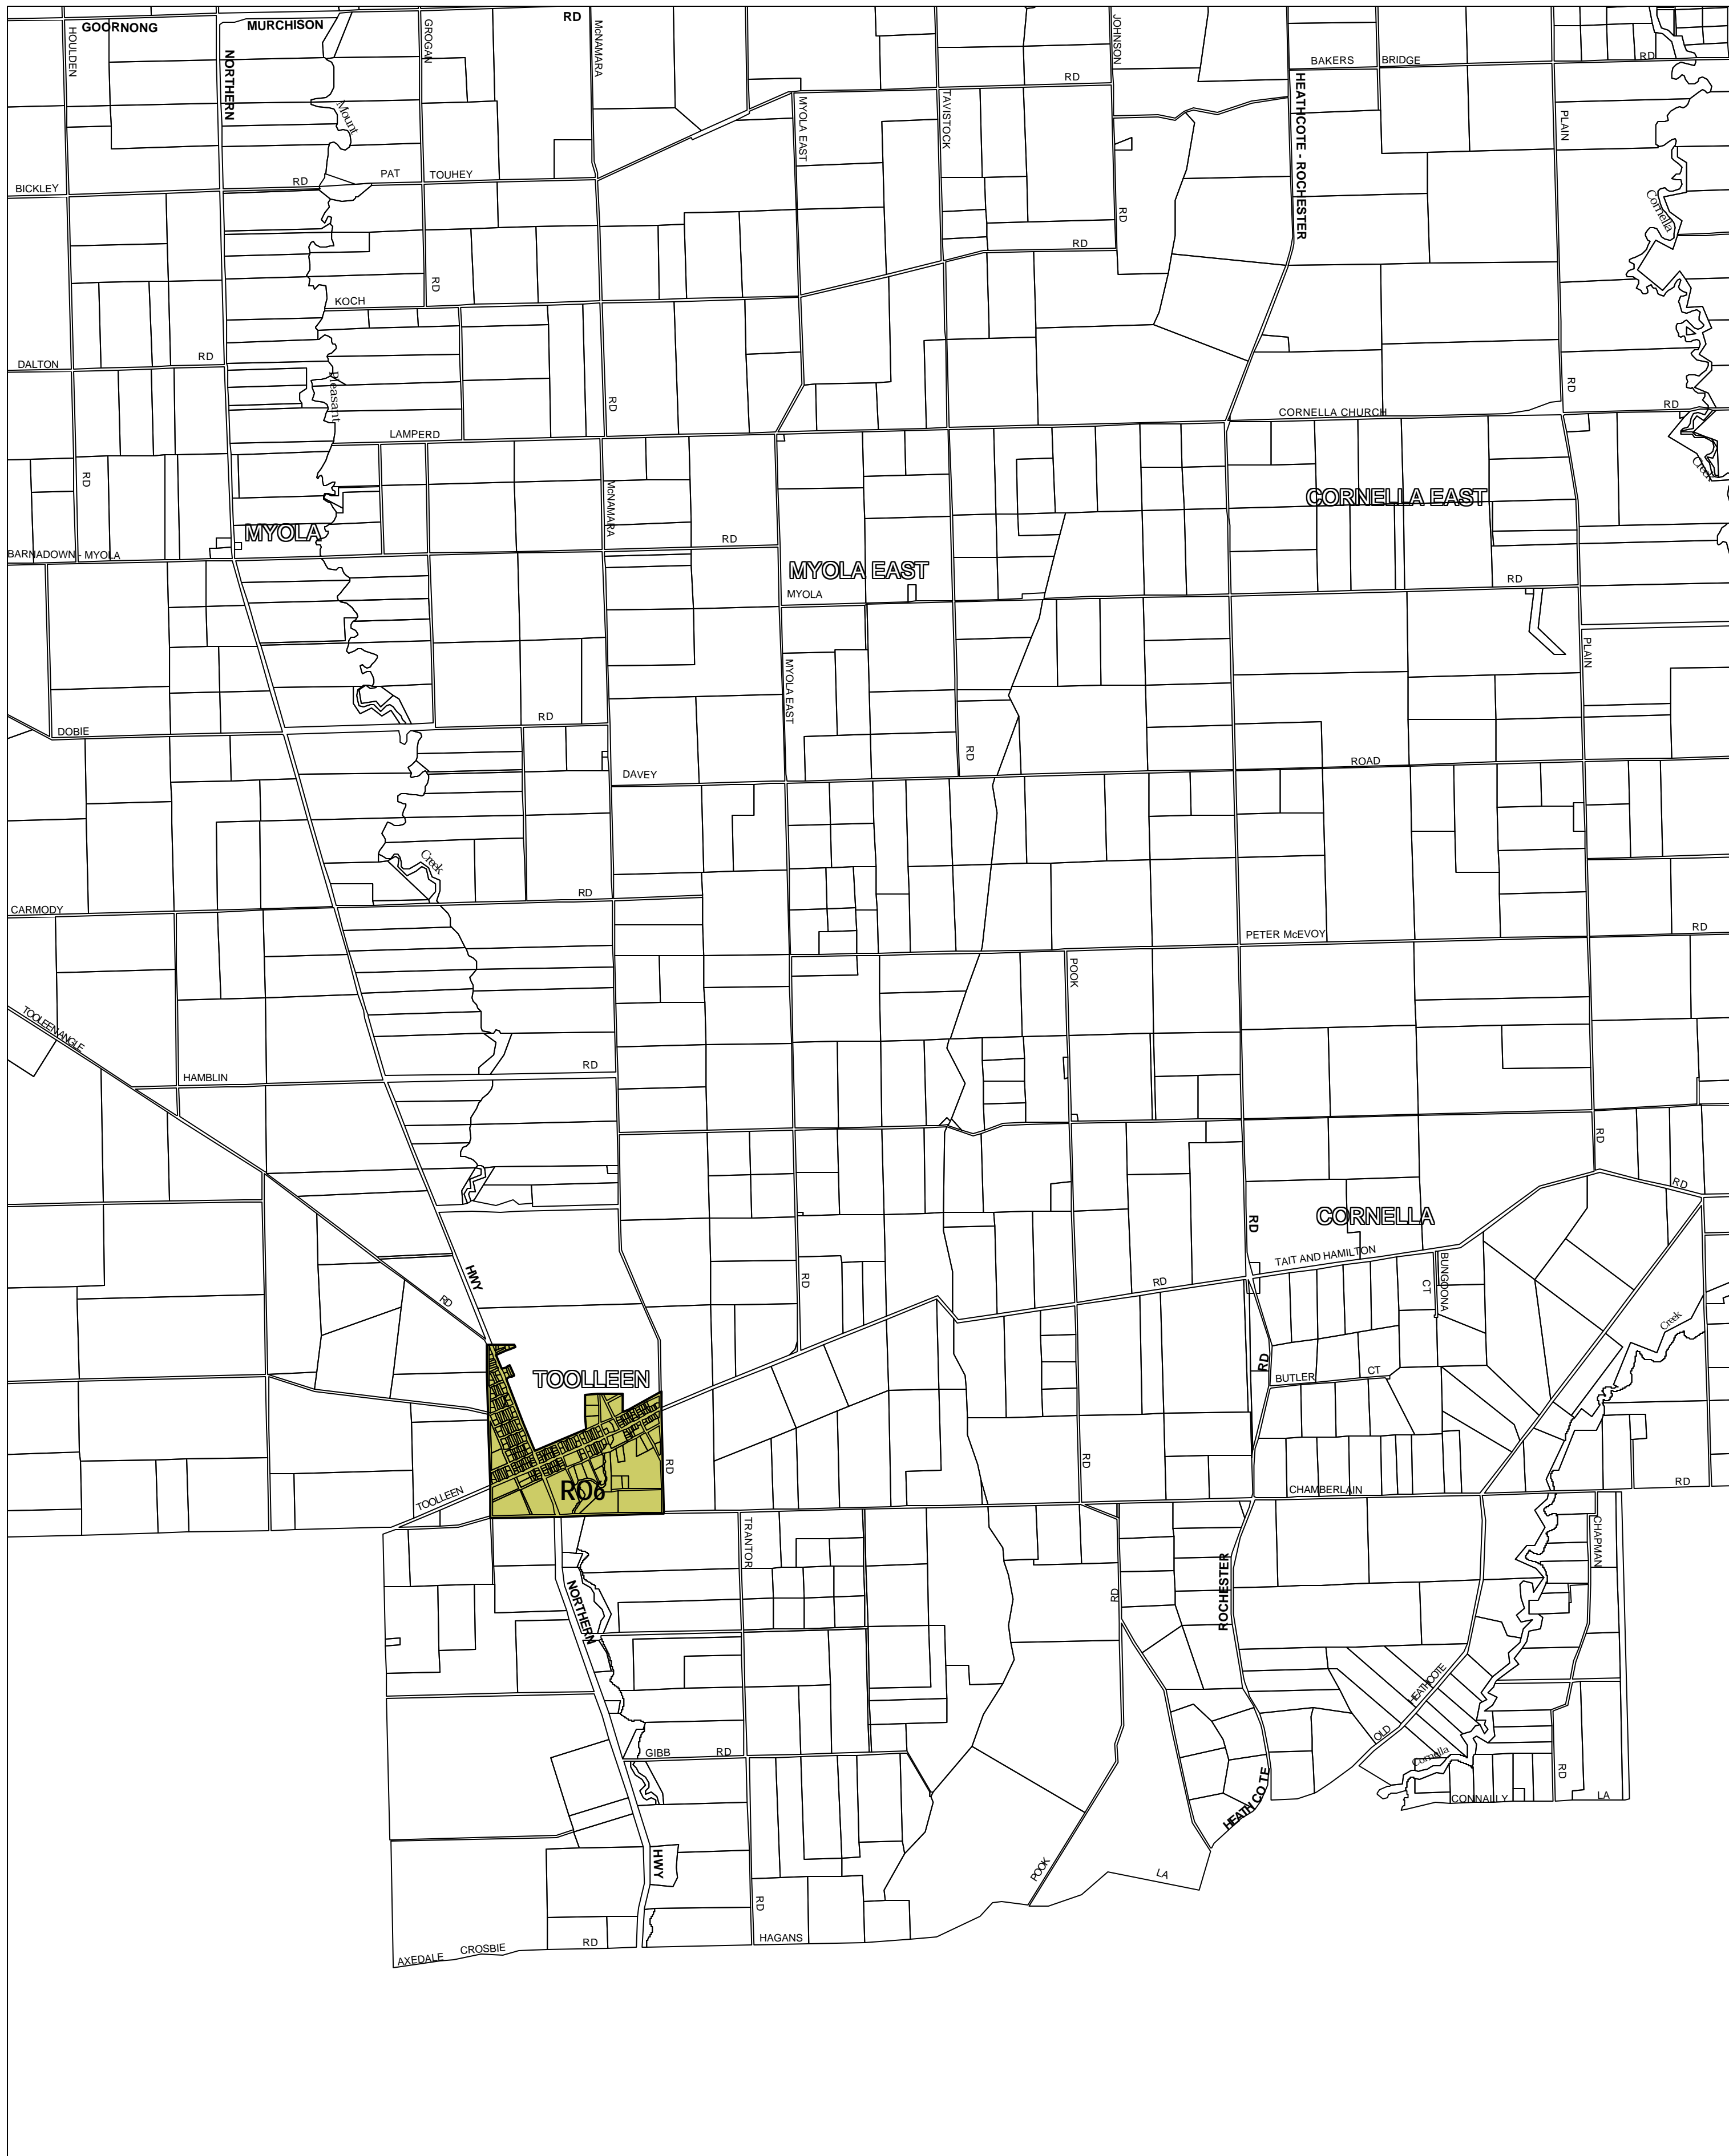 GOORNONG
MURCHISON
RD
HOULDEN
NORTHERN
GROGAN
McNAMARA
JOHNSON
BAKERS
BRIDGE
RD
RD
HEATHCOTE - ROCHESTER
Mount
MYOLA EAST
TAVISTOCK
PLAIN
BICKLEY
RD
PAT
TOUHEY
RD
Cornella
RD
RD
KOCH
DALTON
RD
Pleasant
RD
RD
RD
CORNELLA CHURCH
LAMPERD
RD
McNAMARA
Creek
CORNELLA EAST
MYOLA
RD
BARNADOWN - MYOLA
MYOLA EAST
MYOLA
RD
PLAIN
MYOLA EAST
DOBIE
RD
RD
DAVEY
ROAD
Creek
CARMODY
RD
PETER McEVOY
RD
POOK
TOOLEEN ANGLE
HAMBLIN
RD
RD
RD
RD
CORNELLA
TAIT AND HAMILTON
BUNGOONA
CT
HWY
RD
RD
RD
Creek
TOOLLEEN
RD
BUTLER
CT
RO6
TOOLLEEN
RD
RD
CHAMBERLAIN
RD
TRANTOR
CHAPMAN
NORTHERN
RD
ROCHESTER
HEATHCOTE
OLD
GIBB
RD
Cornella
RD
CONNALLY
LA
HEATHCOTE
HWY
POOK
LA
RD
HAGANS
AXEDALE
CROSBIE
RD